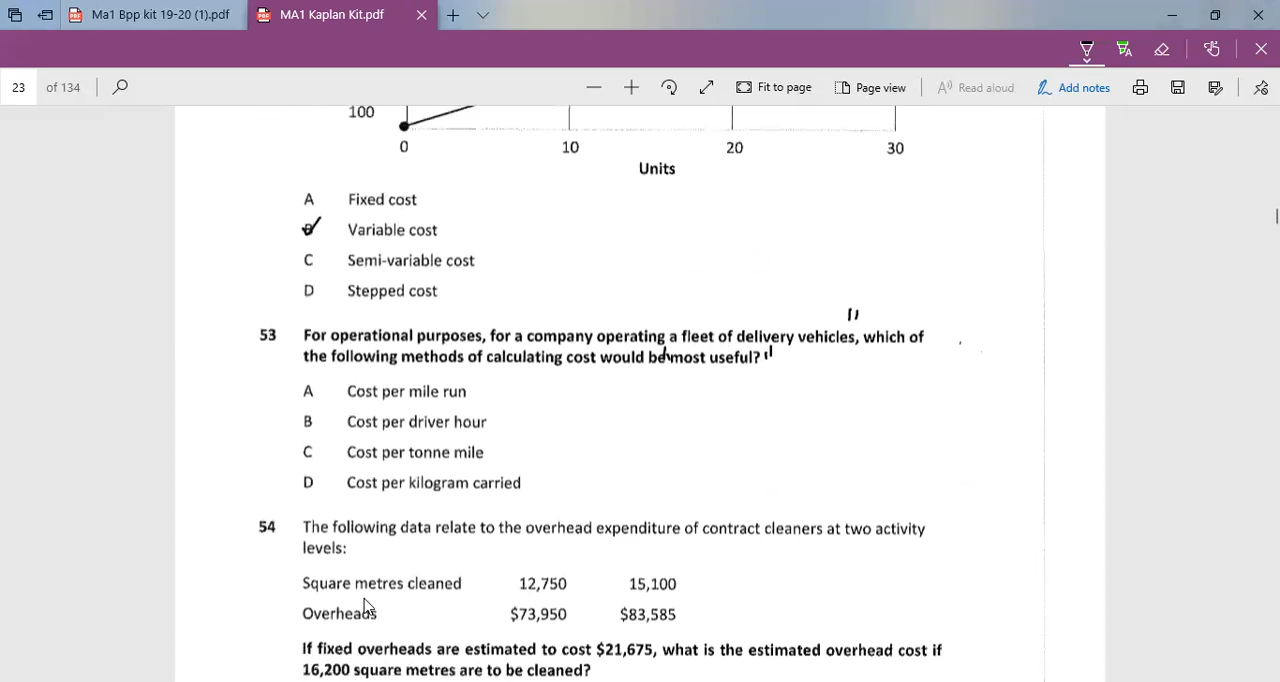 Ma1 Bpp kit 19-20 (1).pdf
MA1 Kaplan Kit.pdf
23 of 134
Fit to page
Page view
Read aloud
Add notes
100
0 10 20 30
Units
A Fixed cost
Variable cost
C Semi-variable cost
D Stepped cost
53 For operational purposes, for a company operating a fleet of delivery vehicles, which of
the following methods of calculating cost would be most useful?
A Cost per mile run
B Cost per driver hour
C Cost per tonne mile
D Cost per kilogram carried
54 The following data relate to the overhead expenditure of contract cleaners at two activity
levels:
Square metres cleaned 12,750 15,100
Overheads $73,950 $83,585
If fixed overheads are estimated to cost $21,675, what is the estimated overhead cost if
16,200 square metres are to be cleaned?